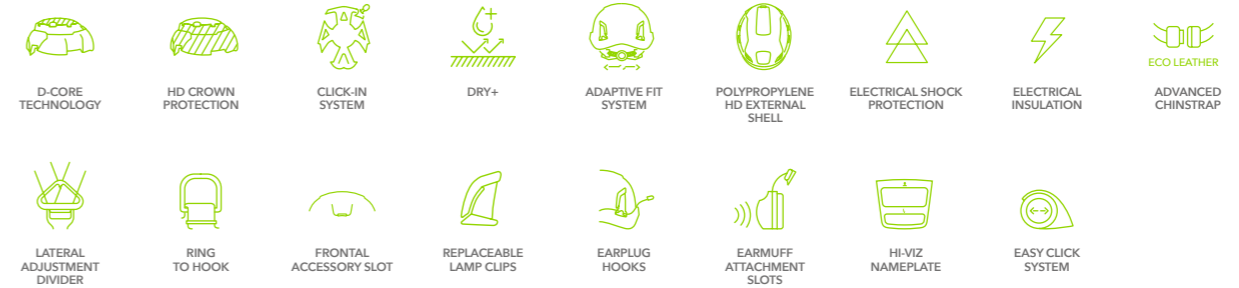 ECO LEATHER
D-CORE
TECHNOLOGY
HD CROWN
PROTECTION
CLICK-IN
SYSTEM
DRY+
ADAPTIVE FIT
SYSTEM
POLYPROPYLENE
HD EXTERNAL
SHELL
ELECTRICAL SHOCK
PROTECTION
ELECTRICAL
INSULATION
ADVANCED
CHINSTRAP
LATERAL
ADJUSTMENT
DIVIDER
RING
TO HOOK
FRONTAL
ACCESSORY SLOT
REPLACEABLE
LAMP CLIPS
EARPLUG
HOOKS
EARMUFF
ATTACHMENT
SLOTS
HI-VIZ
NAMEPLATE
EASY CLICK
SYSTEM